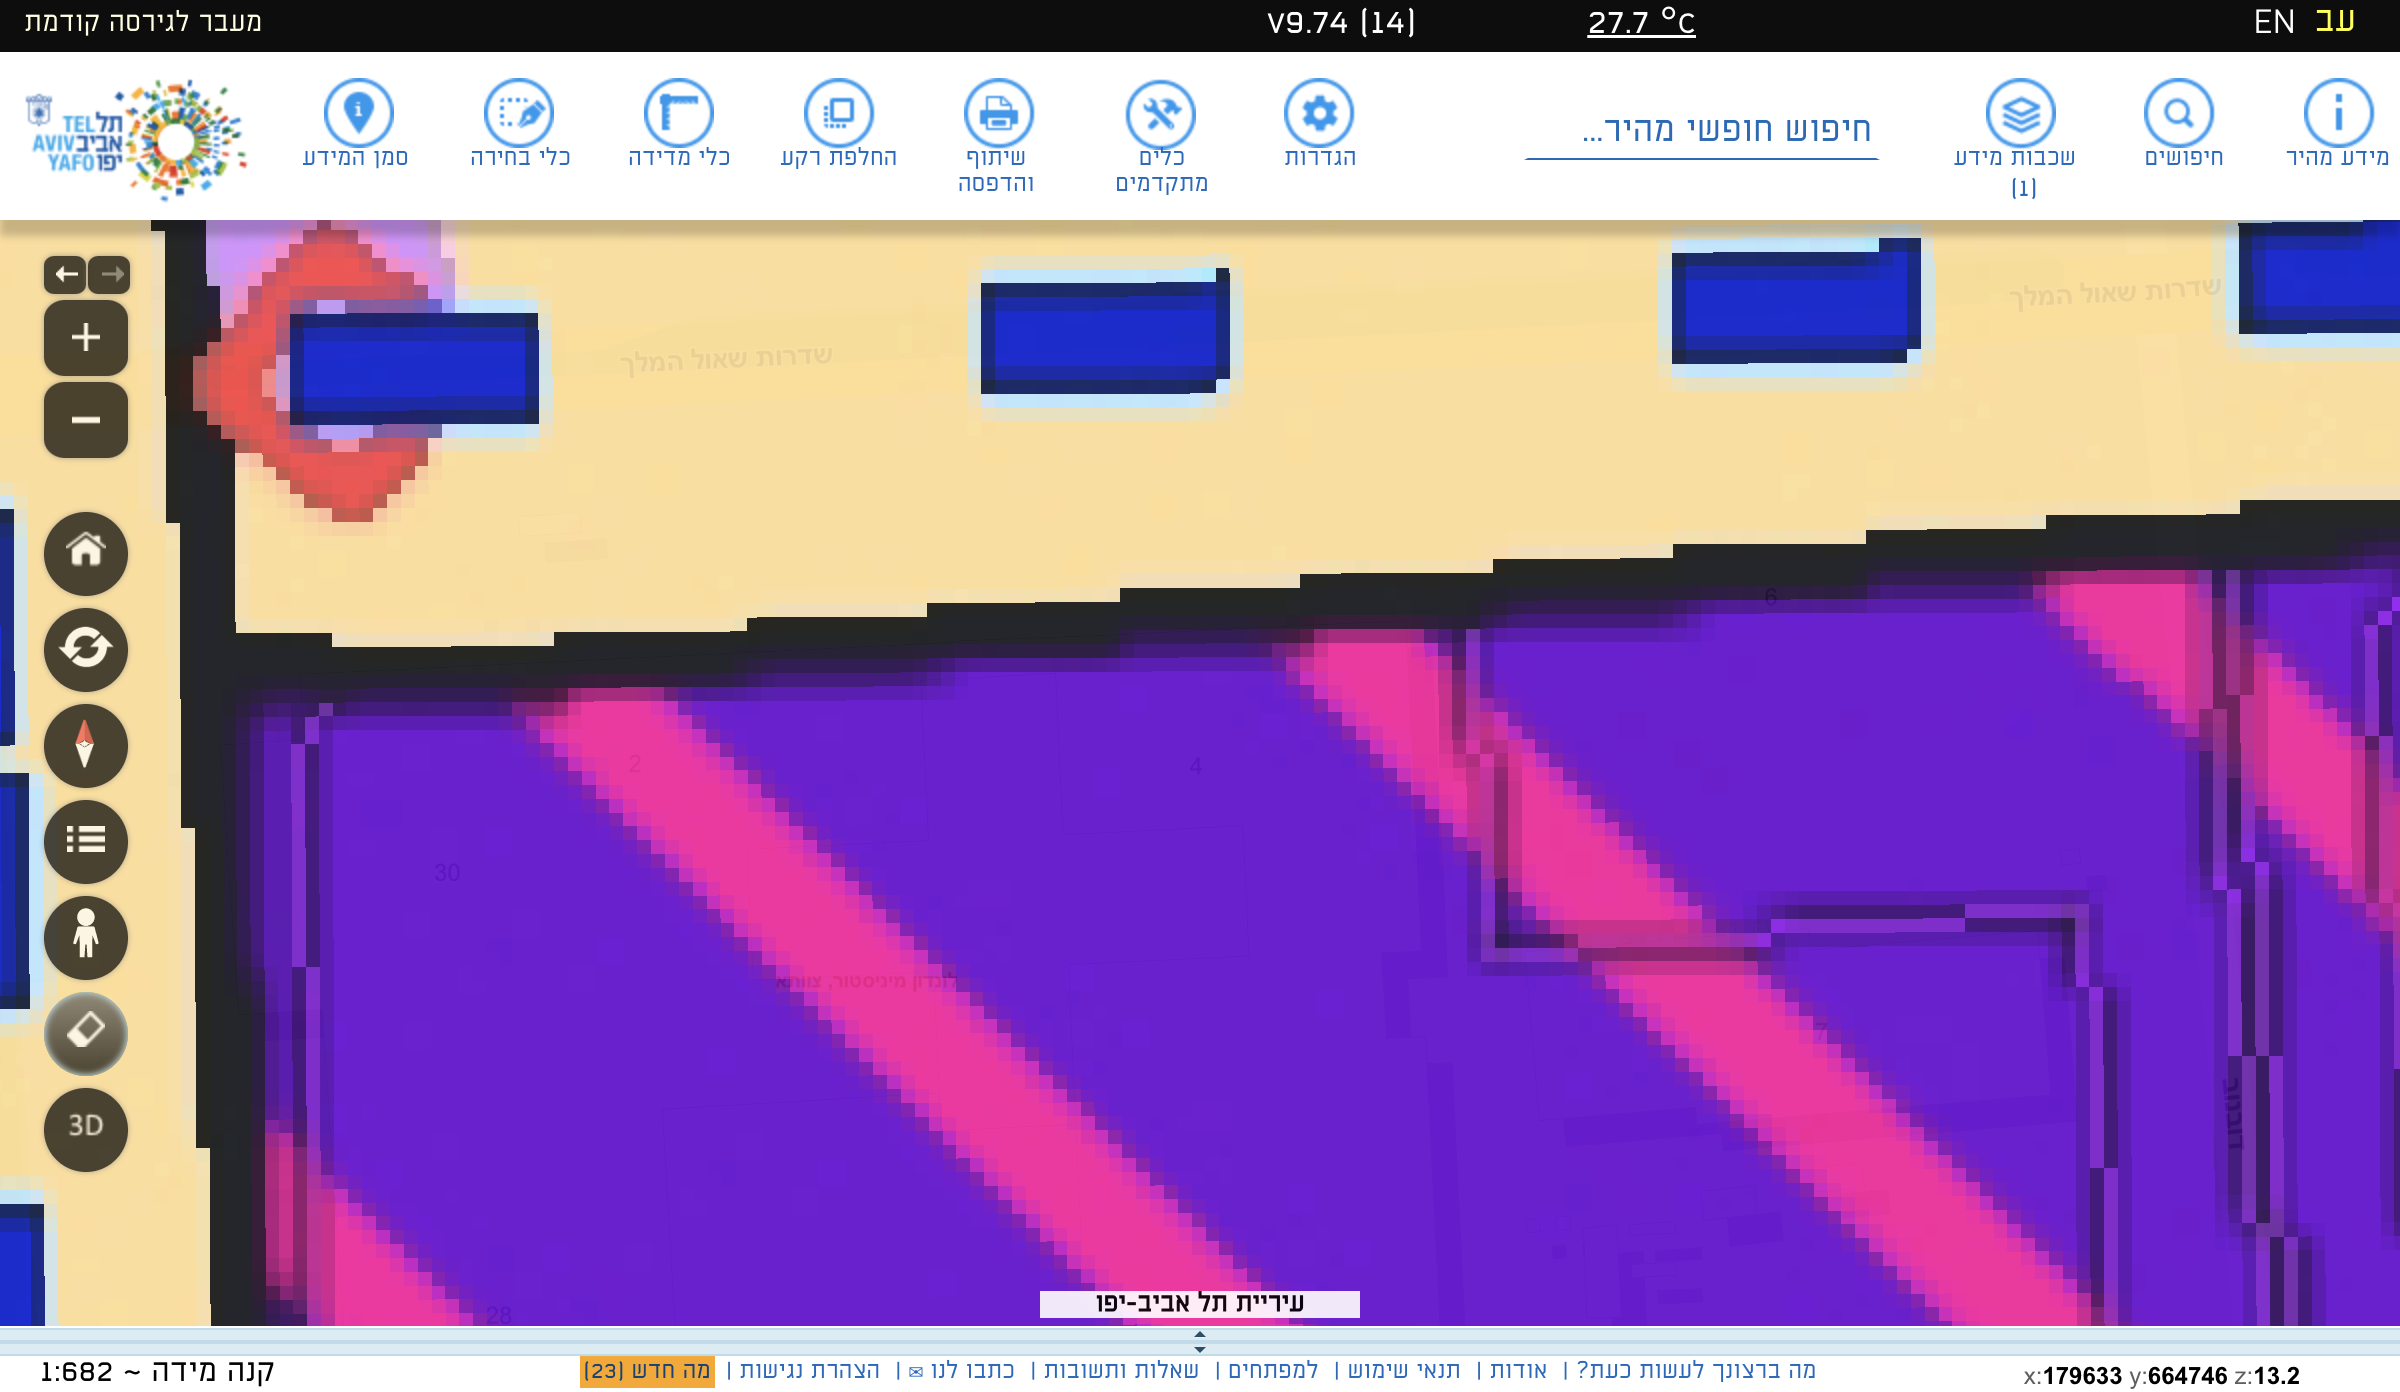 עב EN
27.7 °C
V9.74 (14)
מעבר לגירסה קודמת
מידע מהיר
חיפושים
שכבות מידע
(1)
חיפוש חופשי מהיר...
הגדרות
כלים
מתקדמים
שיתוף
והדפסה
החלפת רקע
כלי מדידה
כלי בחירה
סמן המידע
תל TEL
אביב AVIV
יפו YAFO
שדרות שאול המלך
שדרות שאול המלך
6
2
4
30
לונדון מיניסטור, צוותא
7
3D
28
עיריית תל אביב-יפו
x:179633 y:664746 z:13.2
מה ברצונך לעשות כעת? | אודות | תנאי שימוש | למפתחים | שאלות ותשובות | כתבו לנו ✉ | הצהרת נגישות | מה חדש (23)
קנה מידה ~ 1:682